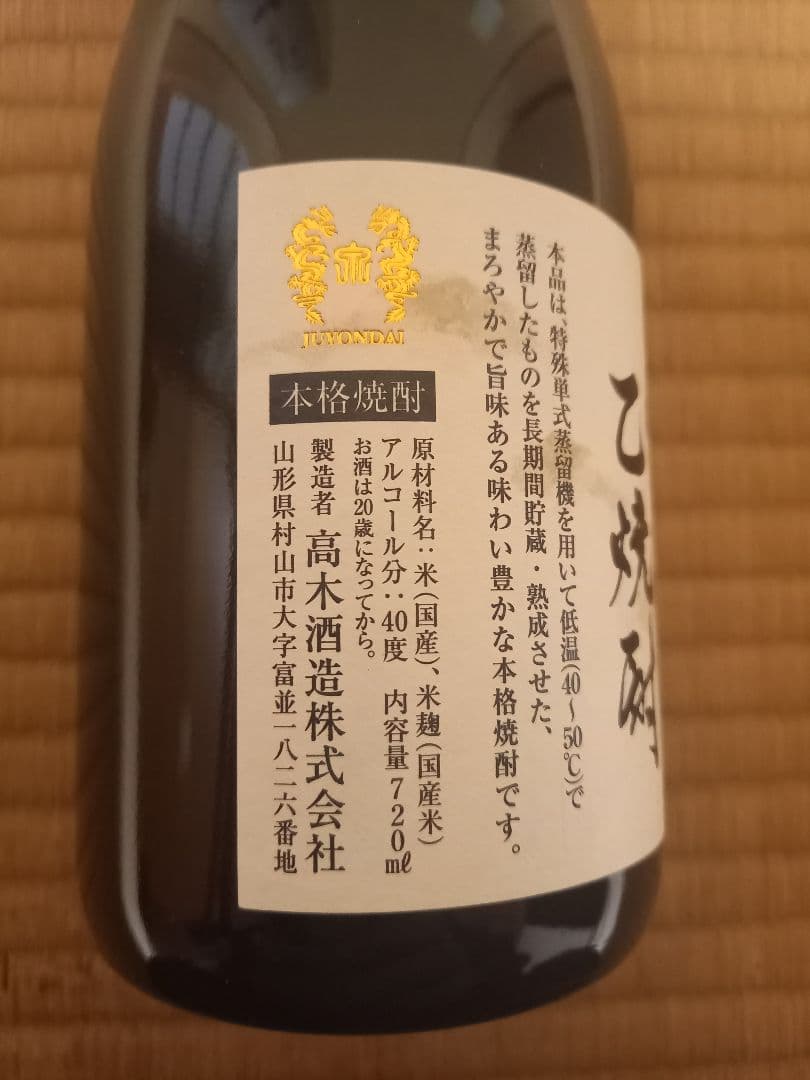 乙焼酎
本品は、特殊単式蒸留機を用いて低温(40〜50℃)で
蒸留したものを長期間貯蔵・熟成させた、
まろやかで旨味ある味わい豊かな本格焼酎です。
宗
JUYONDAI
本格焼酎
原材料名:米(国産)、米麹(国産米)
アルコール分:40度 内容量720mℓ
お酒は20歳になってから。
製造者 高木酒造株式会社
山形県村山市大字富並一八二六番地